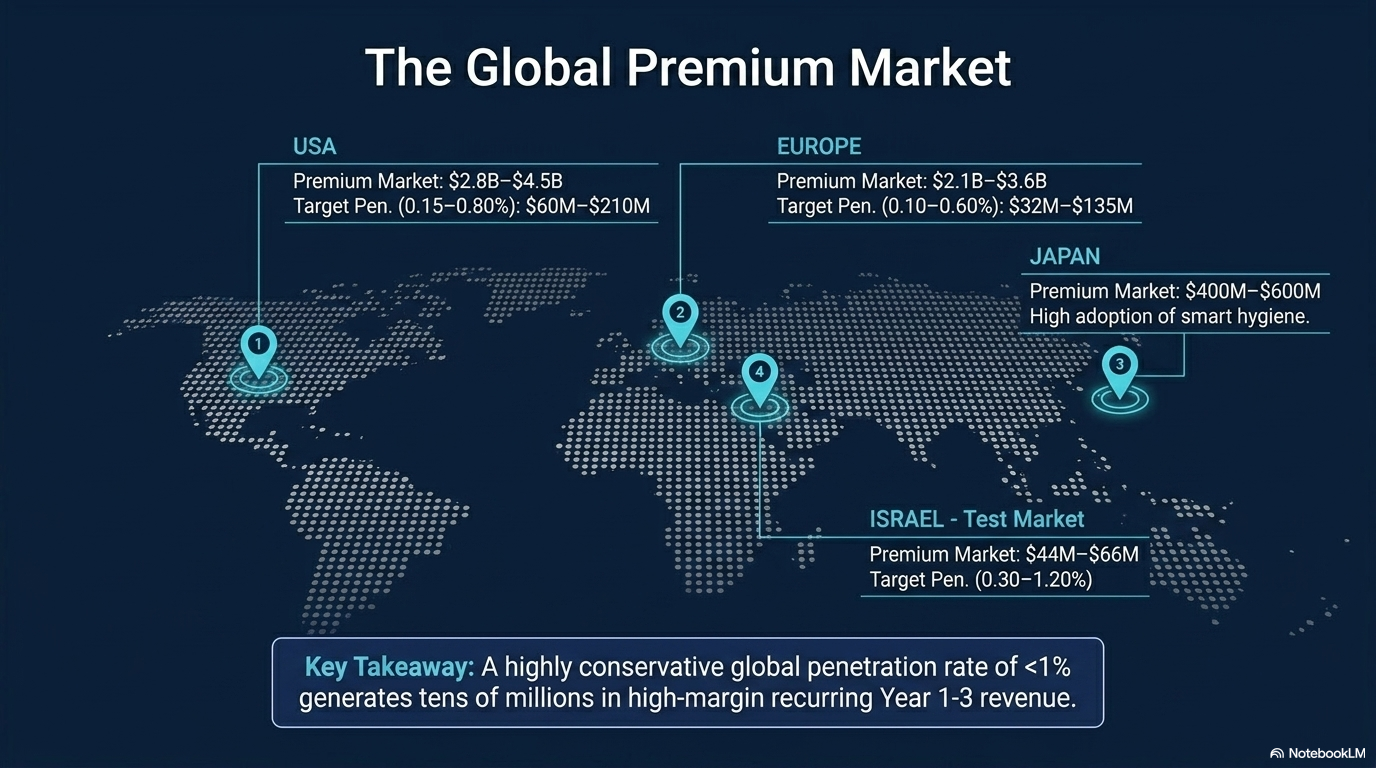 The Global Premium Market
USA
Premium Market: $2.8B–$4.5B
Target Pen. (0.15–0.80%): $60M–$210M
EUROPE
Premium Market: $2.1B–$3.6B
Target Pen. (0.10–0.60%): $32M–$135M
JAPAN
Premium Market: $400M–$600M
High adoption of smart hygiene.
1
2
3
4
ISRAEL - Test Market
Premium Market: $44M–$66M
Target Pen. (0.30–1.20%)
Key Takeaway: A highly conservative global penetration rate of <1%
generates tens of millions in high-margin recurring Year 1-3 revenue.
NotebookLM